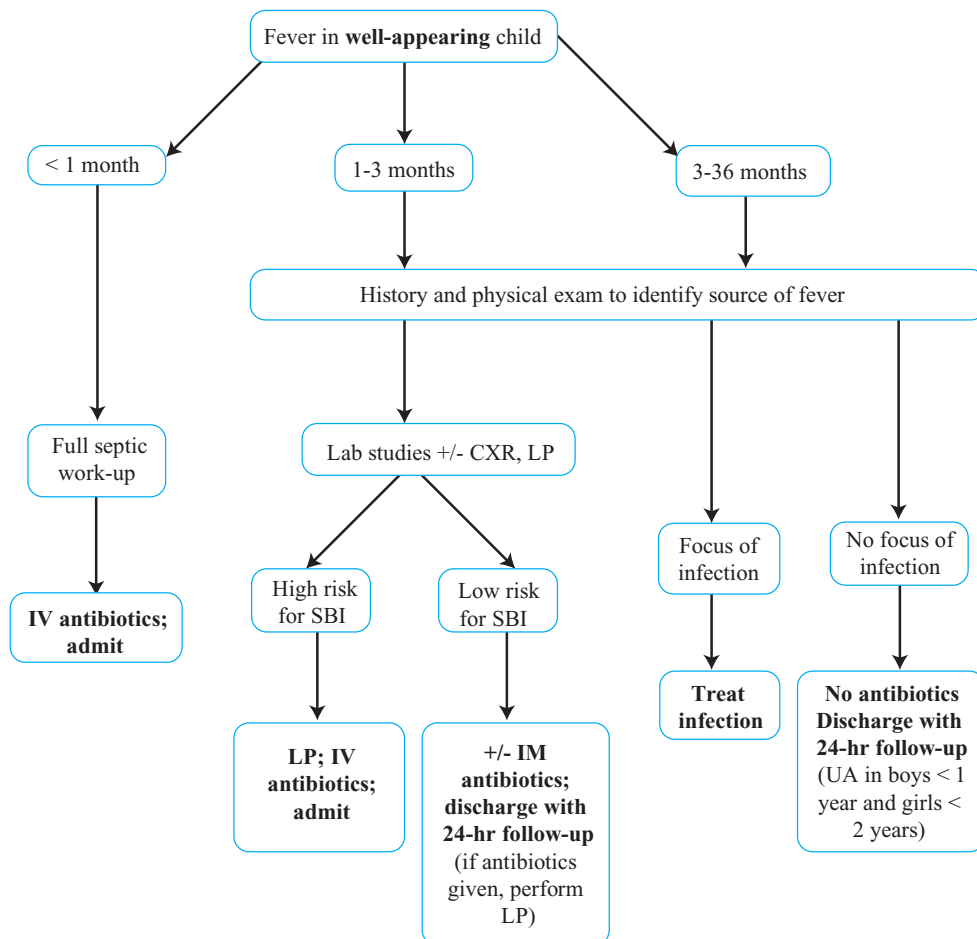 Fever in well-appearing child
< 1 month
1-3 months
3-36 months
History and physical exam to identify source of fever
Full septic
work-up
Lab studies +/- CXR, LP
Focus of
infection
No focus of
infection
High risk
for SBI
Low risk
for SBI
IV antibiotics;
admit
LP; IV
antibiotics;
admit
+/- IM
antibiotics;
discharge with
24-hr follow-up
(if antibiotics
given, perform
LP)
Treat
infection
No antibiotics
Discharge with
24-hr follow-up
(UA in boys < 1
year and girls <
2 years)